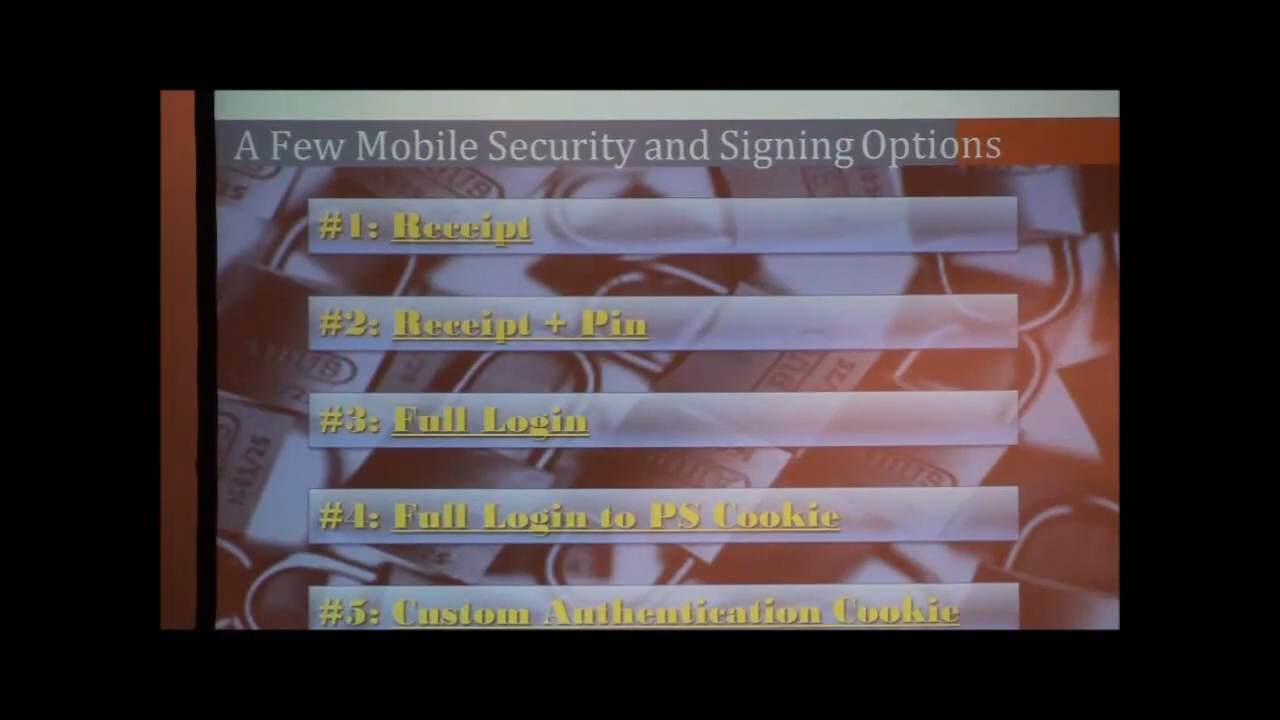 A Few Mobile Security and Signing Options
#1: Receipt
#2: Receipt + Pin
#3: Full Login
#4: Full Login to PS Cookie
#5: Custom Authentication Cookie